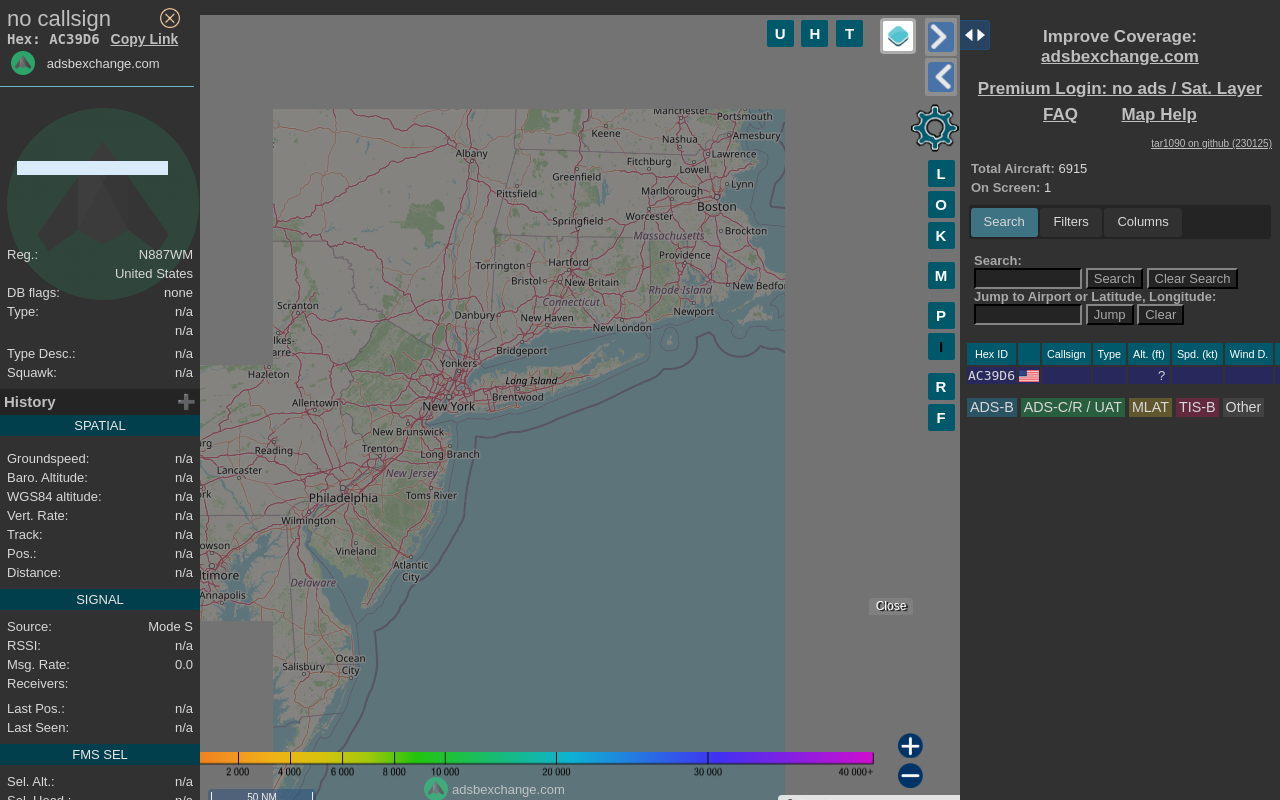 no callsign
Hex: AC39D6 Copy Link
adsbexchange.com
Reg.: N887WM
United States
DB flags: none
Type: n/a
n/a
Type Desc.: n/a
Squawk: n/a
History
SPATIAL
Groundspeed: n/a
Baro. Altitude: n/a
WGS84 altitude: n/a
Vert. Rate: n/a
Track: n/a
Pos.: n/a
Distance: n/a
SIGNAL
Source: Mode S
RSSI: n/a
Msg. Rate: 0.0
Receivers:
Last Pos.: n/a
Last Seen: n/a
FMS SEL
Sel. Alt.: n/a
U H T
L
O
K
M
P
I
R
F
Manchester
Portsmouth
Keene
Nashua
Amesbury
Albany
Fitchburg
Lawrence
Lowell
Greenfield
Pittsfield
Marlborough
Lynn
Worcester
Boston
Springfield
Brockton
Massachusetts
Providence
Torrington
Hartford
Bristol
New Britain
Rhode Island
New Bedfor
Connecticut
Scranton
Danbury
New Haven
New London
Newport
lkes-
arre
Bridgeport
Yonkers
Hazleton
Long Island
Brentwood
Allentown
New York
New Brunswick
Reading
Trenton
Long Branch
Lancaster
New Jersey
Philadelphia
Toms River
Wilmington
Vineland
Atlantic
City
owson
ltimore
Delaware
Annapolis
Salisbury
Ocean
City
Close
2 000 4 000 6 000 8 000 10 000 20 000 30 000 40 000+
50 NM
adsbexchange.com
Improve Coverage:
adsbexchange.com
Premium Login: no ads / Sat. Layer
FAQ Map Help
tar1090 on github (230125)
Total Aircraft: 6915
On Screen: 1
Search Filters Columns
Search:
Search Clear Search
Jump to Airport or Latitude, Longitude:
Jump Clear
Hex ID Callsign Type Alt. (ft) Spd. (kt) Wind D.
AC39D6 ?
ADS-B ADS-C/R / UAT MLAT TIS-B Other